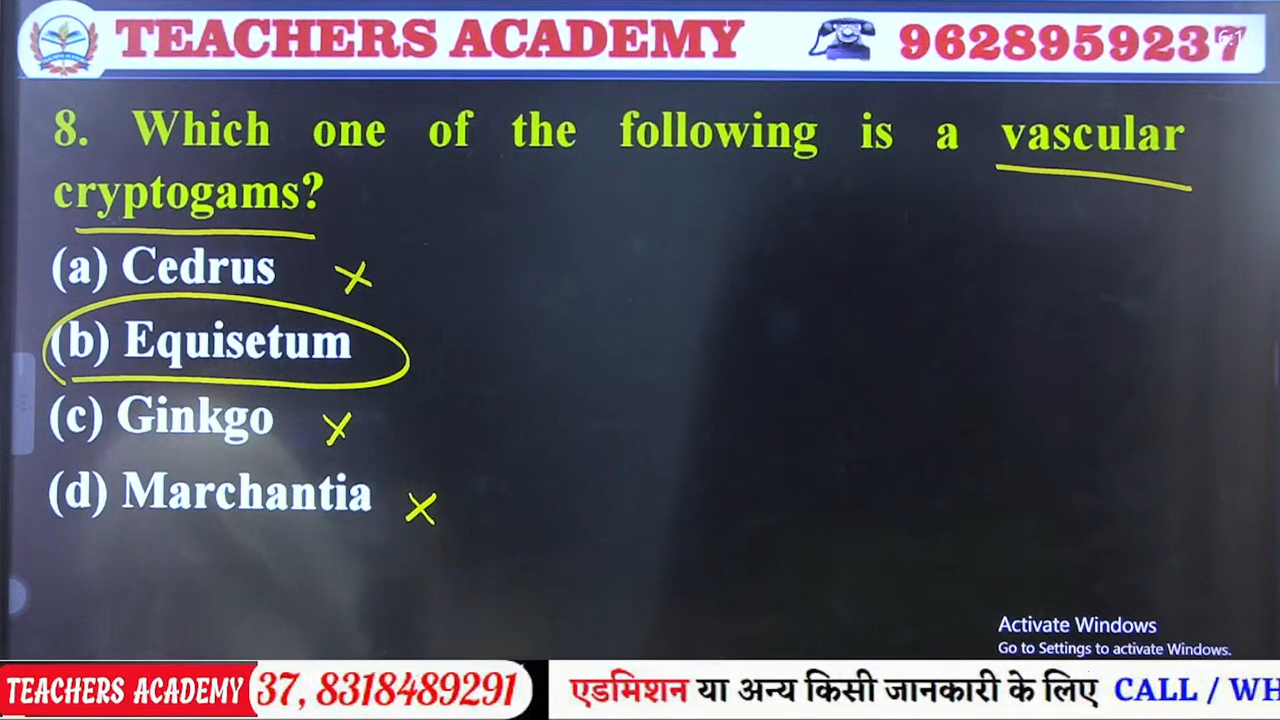 TEACHERS ACADEMY 9628959237
8. Which one of the following is a vascular
cryptogams?
(a) Cedrus
(b) Equisetum
(c) Ginkgo
(d) Marchantia
Activate Windows
Go to Settings to activate Windows.
TEACHERS ACADEMY 37, 8318489291 एडमिशन या अन्य किसी जानकारी के लिए CALL / WH